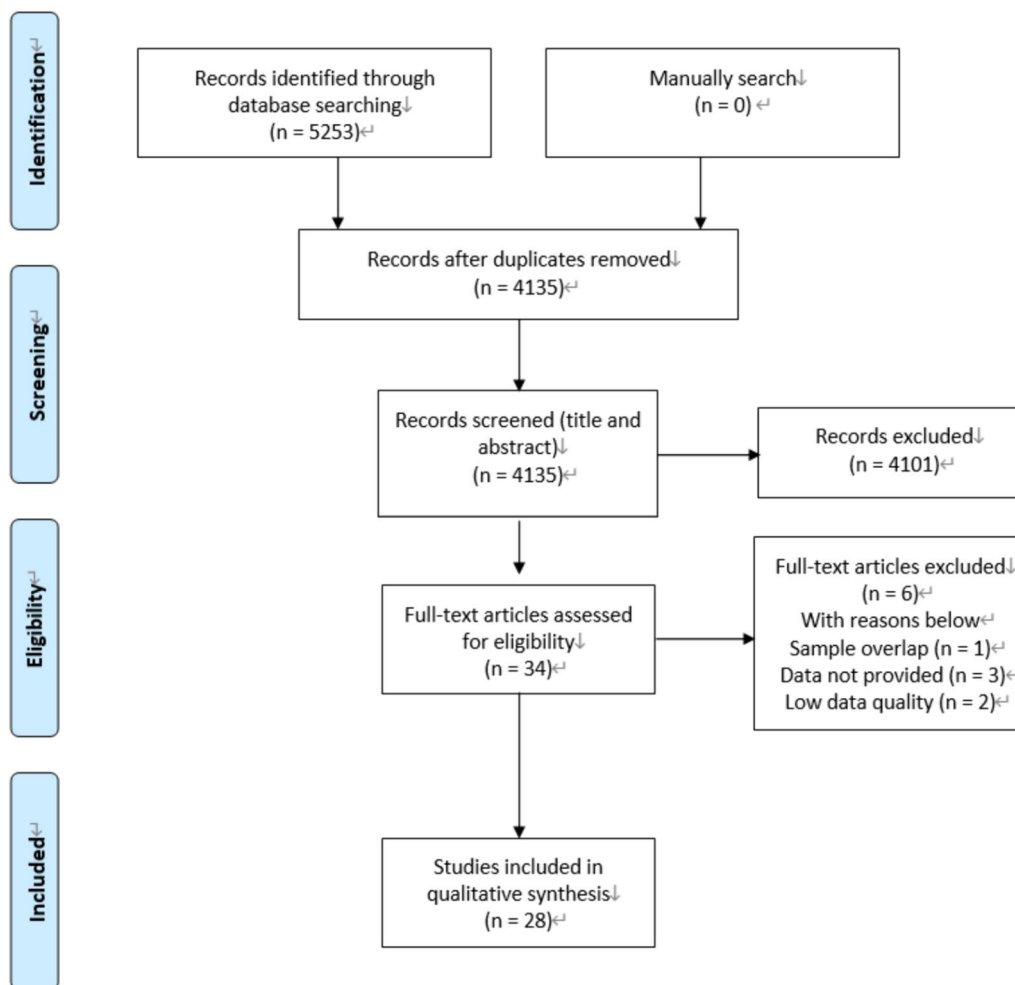 Identification↵
Records identified through
database searching↓
(n = 5253)↵
Manually search↓
(n = 0) ↵
Records after duplicates removed↓
(n = 4135)↵
Screening↵
Records screened (title and
abstract)↓
(n = 4135)↵
Records excluded↓
(n = 4101)↵
Eligibility↵
Full-text articles assessed
for eligibility↓
(n = 34)↵
Full-text articles excluded↓
(n = 6)↵
With reasons below↵
Sample overlap (n = 1)↵
Data not provided (n = 3)↵
Low data quality (n = 2)↵
Included↵
Studies included in
qualitative synthesis↓
(n = 28)↵